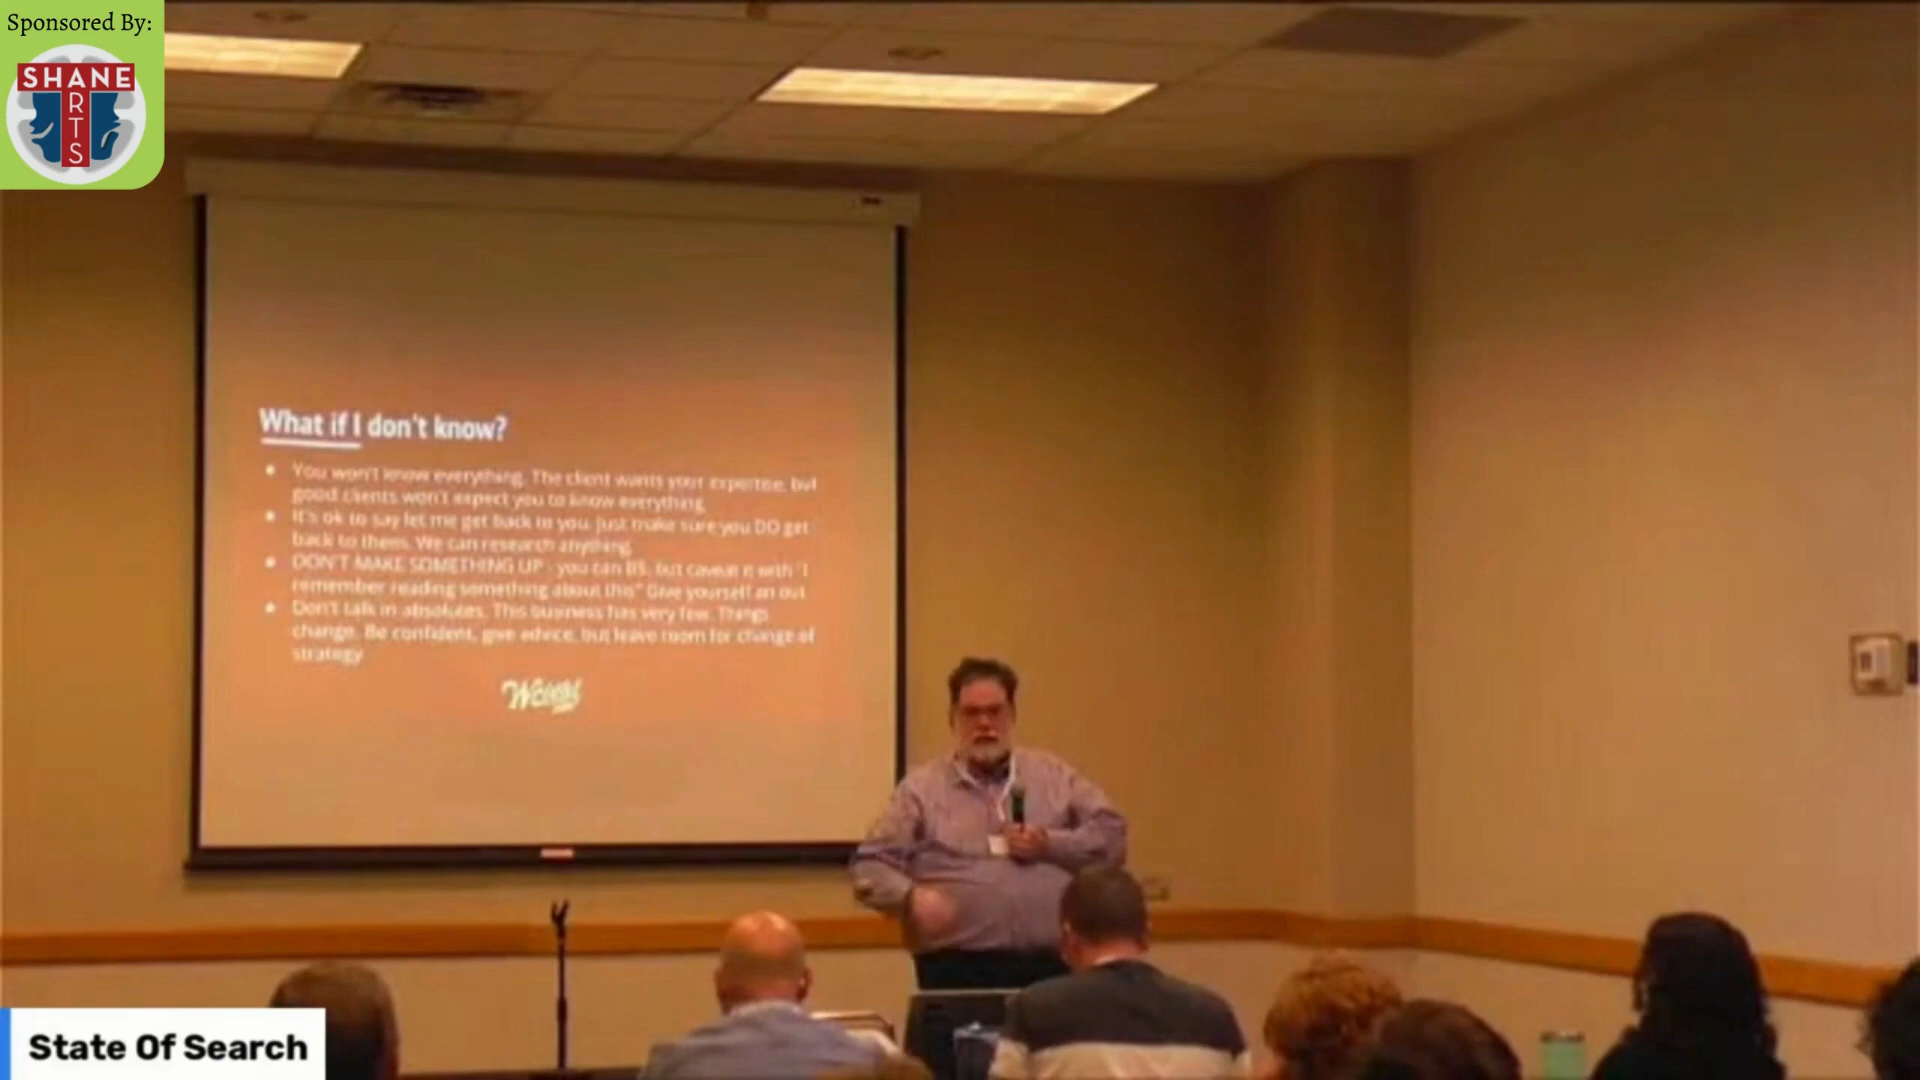 Sponsored By:
SHANE
ARTS
What if I don't know?
• You won't know everything. The client wants your expertise, but
good clients won't expect you to know everything.
• It's ok to say let me get back to you. Just make sure you DO get
back to them. We can research anything.
• DON'T MAKE SOMETHING UP - you can BS, but caveat it with "I
remember reading something about this" Give yourself an out
• Don't talk in absolutes. This business has very few. Things
change. Be confident, give advice, but leave room for change of
strategy
State Of Search